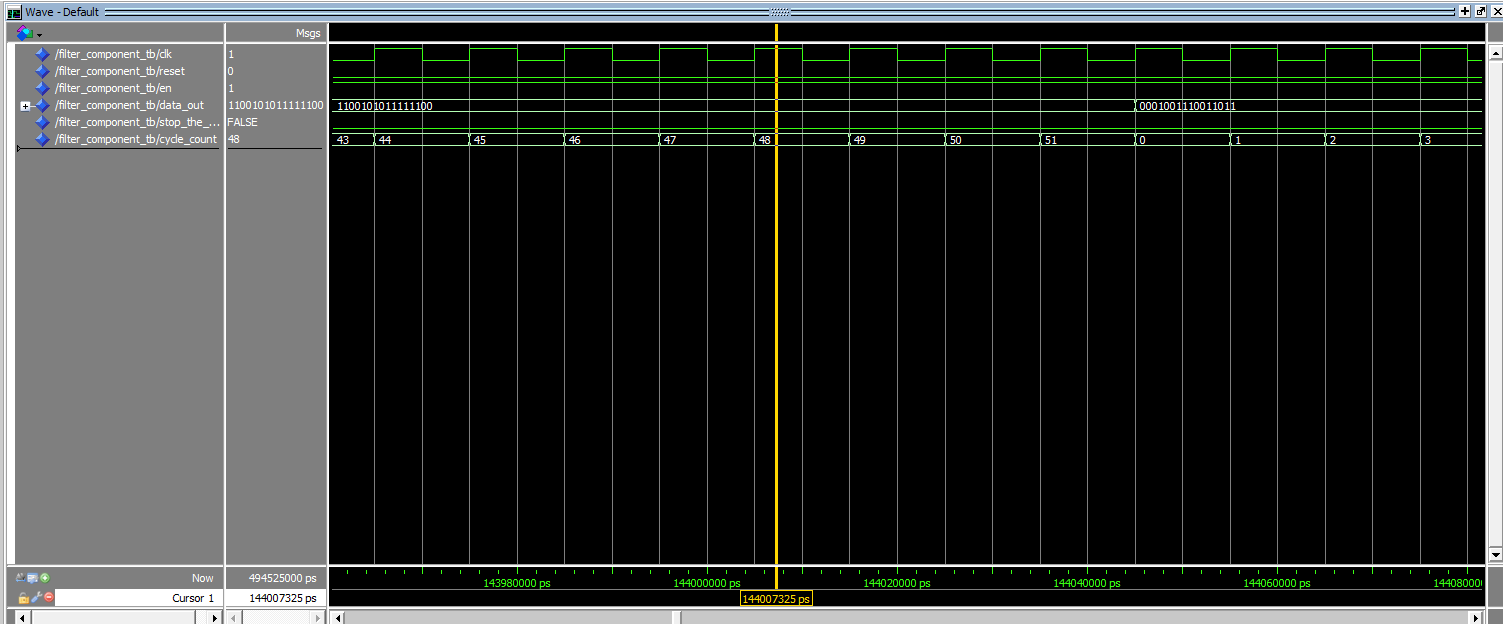 Wave - Default
Msgs
/filter_component_tb/clk 1
/filter_component_tb/reset 0
/filter_component_tb/en 1
/filter_component_tb/data_out 1100101011111100 1100101011111100 0001001110011011
/filter_component_tb/stop_the_... FALSE
/filter_component_tb/cycle_count 48 43 44 45 46 47 48 49 50 51 0 1 2 3
Now 494525000 ps 143980000 ps 144000000 ps 144020000 ps 144040000 ps 144060000 ps 144080000
Cursor 1 144007325 ps 144007325 ps